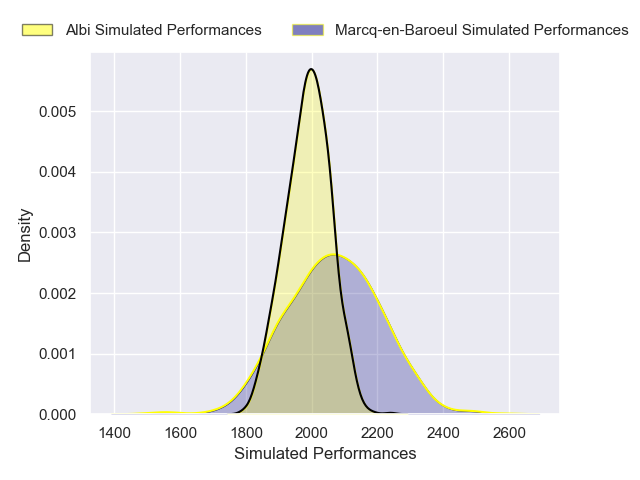 Albi Simulated Performances
Marcq-en-Baroeul Simulated Performances
0.005
0.004
0.003
0.002
0.001
0.000
Density
1400 1600 1800 2000 2200 2400 2600
Simulated Performances